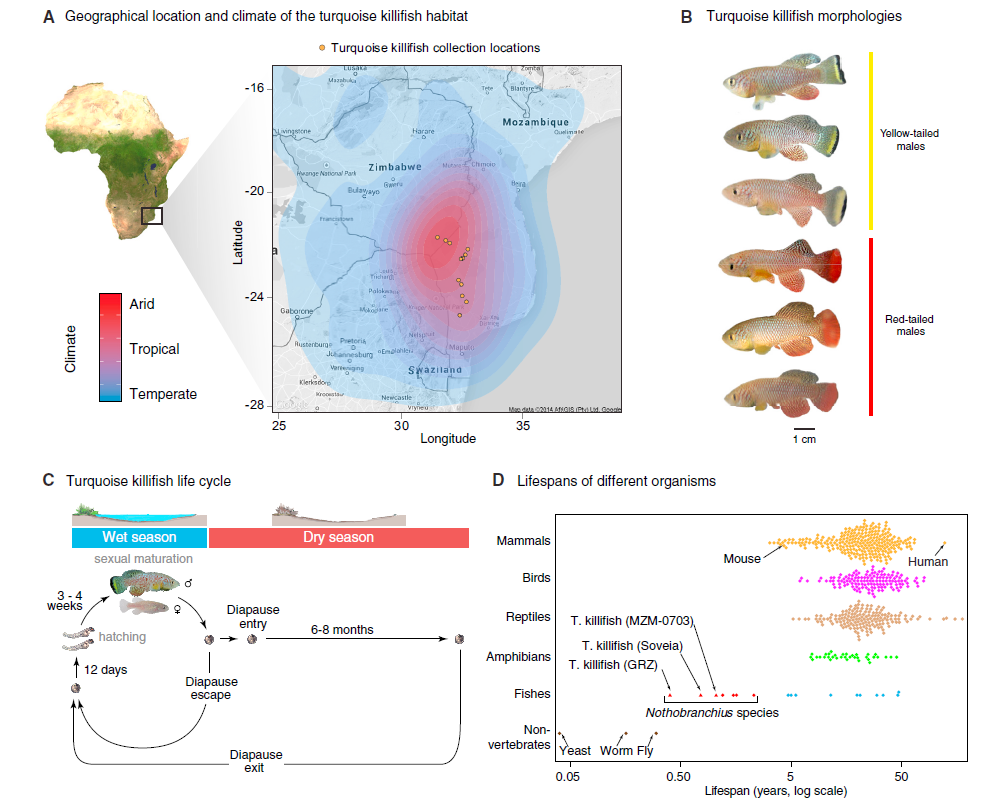 A Geographical location and climate of the turquoise killifish habitat
Turquoise killifish collection locations
-16
-20
-24
-28
Latitude
25
30
35
Longitude
Lusaka
Zomba
Mazabuka
Tete
Blantyre
Mozambique
Quelimane
Livingstone
Harare
Zimbabwe
Hwange National Park
Mutare
Chimoio
Gweru
Bulawayo
Beira
Francistown
a
Polokwane
Mokopane
Gaborone
Nelspruit
Rustenburg
Pretoria
Johannesburg
Emalahleni
Maputo
Vereeniging
Swaziland
Klerksdorp
Kroonstad
Newcastle
Vryheid
Map data ©2014 AfriGIS (Pty) Ltd, Google
Climate
Arid
Tropical
Temperate
B Turquoise killifish morphologies
Yellow-tailed
males
Red-tailed
males
1 cm
C Turquoise killifish life cycle
Wet season
Dry season
sexual maturation
3 - 4
weeks
♂
♀
hatching
12 days
Diapause
entry
6-8 months
Diapause
escape
Diapause
exit
D Lifespans of different organisms
Mammals
Mouse
Human
Birds
Reptiles
T. killifish (MZM-0703)
T. killifish (Soveia)
Amphibians
T. killifish (GRZ)
Fishes
Nothobranchius species
Non-
vertebrates
Yeast
Worm
Fly
0.05
0.50
5
50
Lifespan (years, log scale)